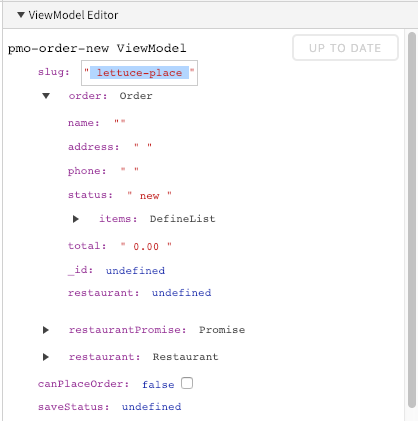 ViewModel Editor
pmo-order-new ViewModel
UP TO DATE
slug: " lettuce-place "
order: Order
name: ""
address: " "
phone: " "
status: " new "
items: DefineList
total: " 0.00 "
_id: undefined
restaurant: undefined
restaurantPromise: Promise
restaurant: Restaurant
canPlaceOrder: false
saveStatus: undefined